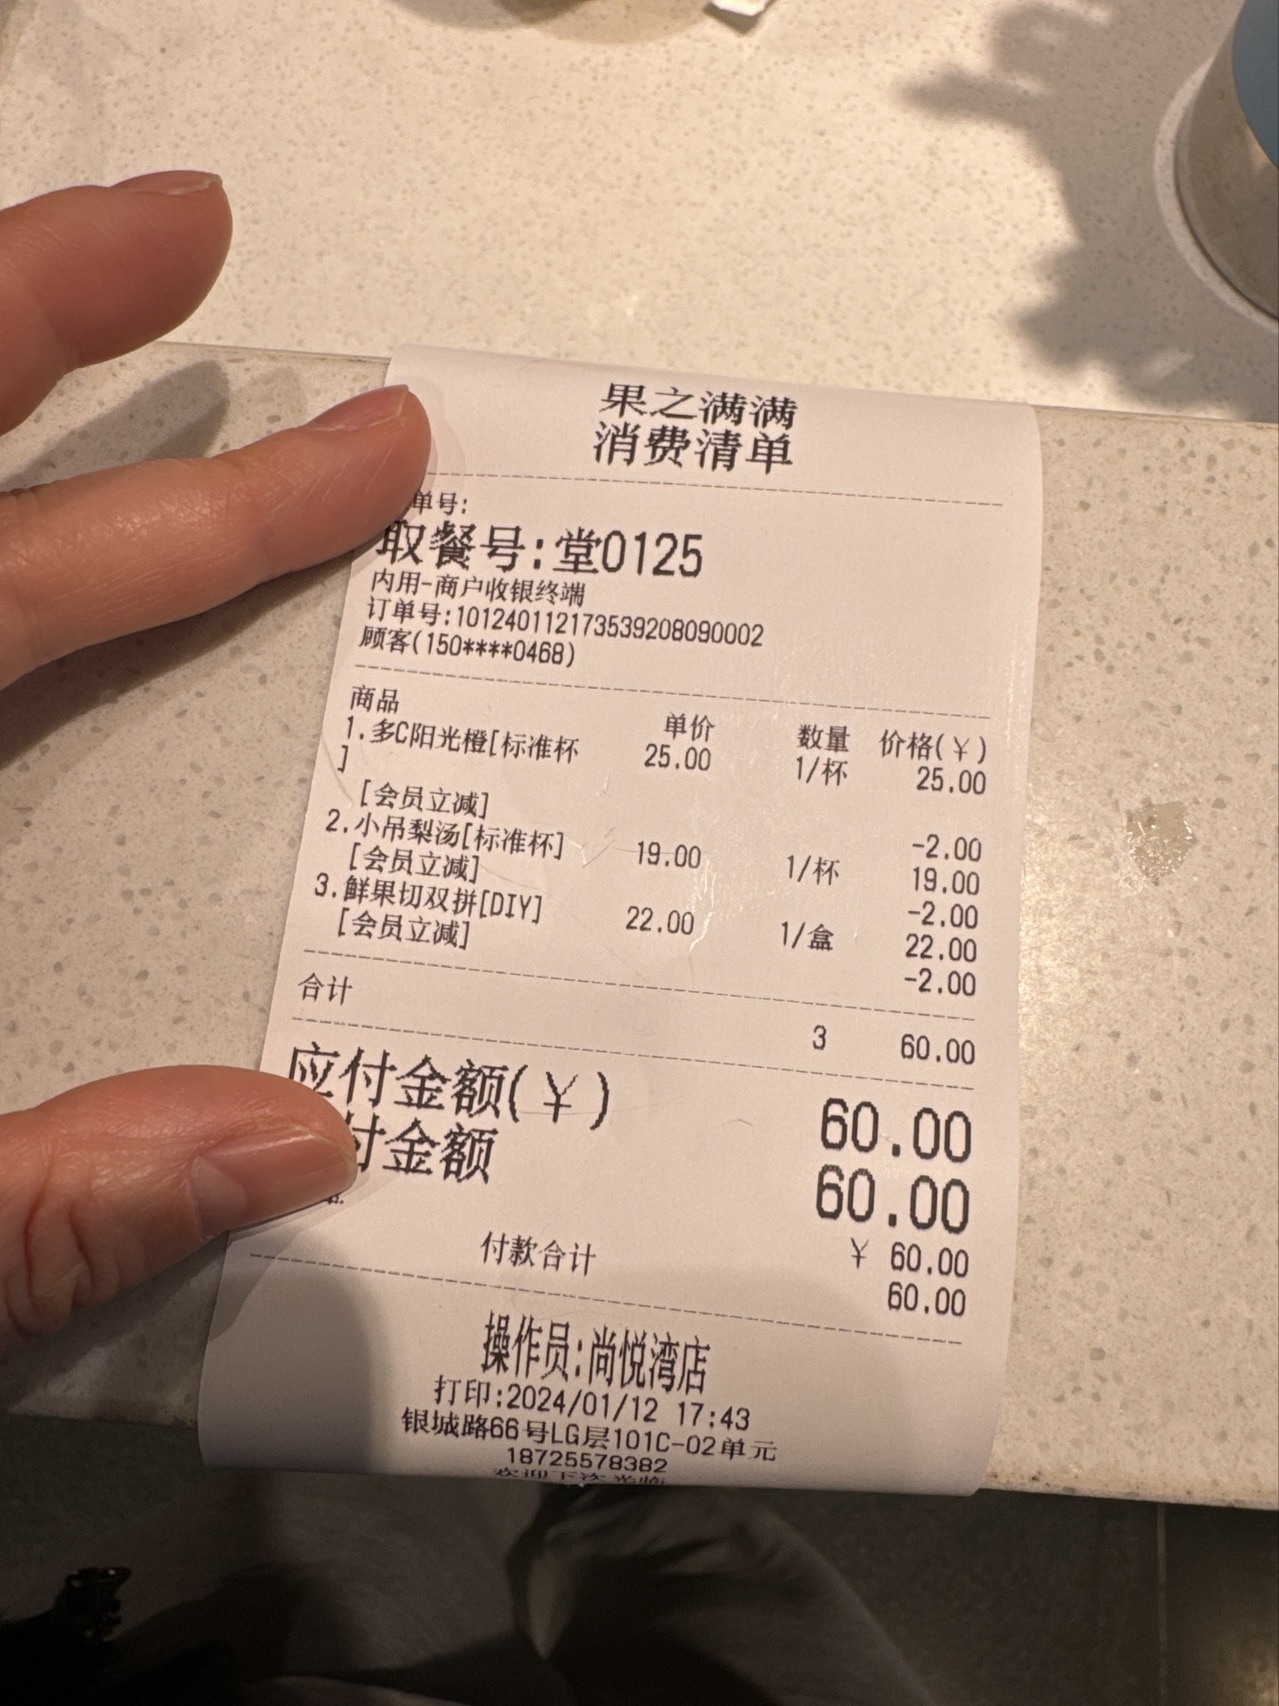 果之满满
消费清单
单号:
取餐号:堂0125
内用-商户收银终端
订单号:101240112173539208090002
顾客(150****0468)
商品 单价 数量 价格(¥)
1.多C阳光橙[标准杯 25.00 1/杯 25.00
]
[会员立减] -2.00
2.小吊梨汤[标准杯] 19.00 1/杯 19.00
[会员立减] -2.00
3.鲜果切双拼[DIY] 22.00 1/盒 22.00
[会员立减] -2.00
合计 3 60.00
应付金额(¥) 60.00
付金额 60.00
¥ 60.00
付款合计 60.00
操作员:尚悦湾店
打印:2024/01/12 17:43
银城路66号LG层101C-02单元
18725578382